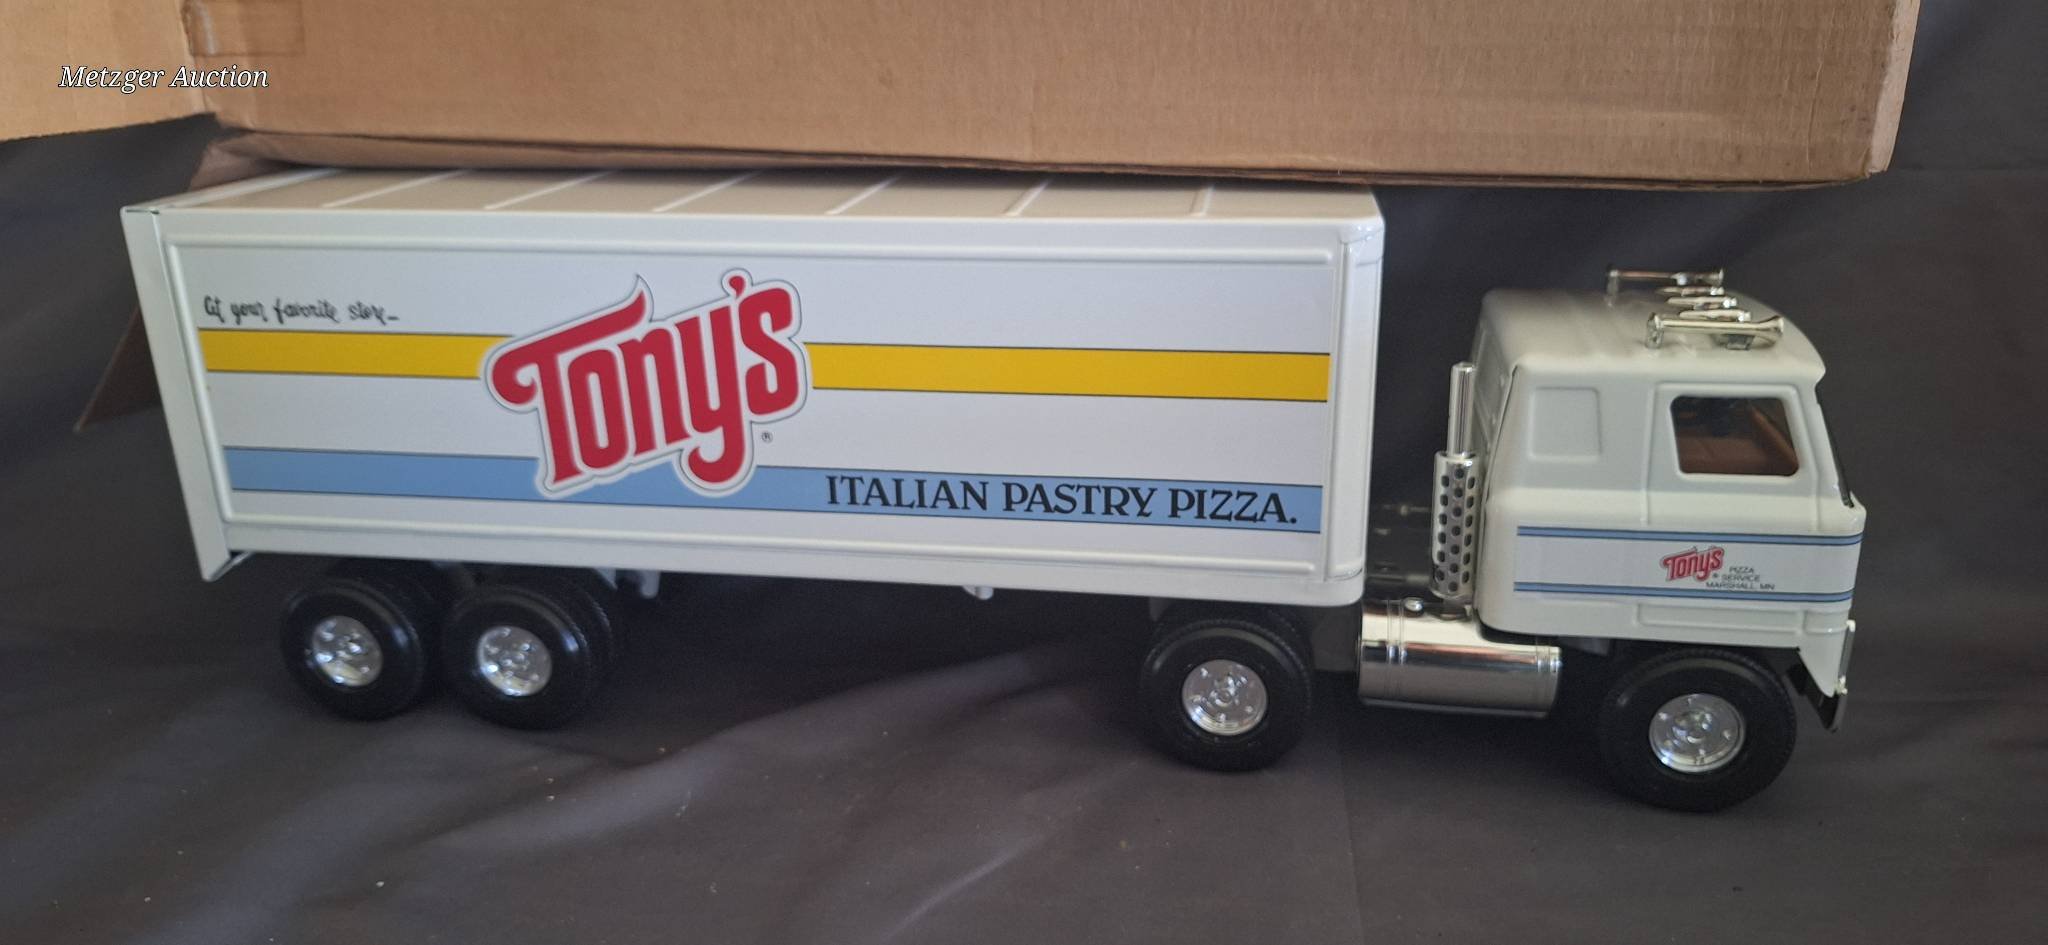 Metzger Auction
At your favorite store-
Tony's®
ITALIAN PASTRY PIZZA.
Tony's®
PIZZA
SERVICE
MARSHALL, MN